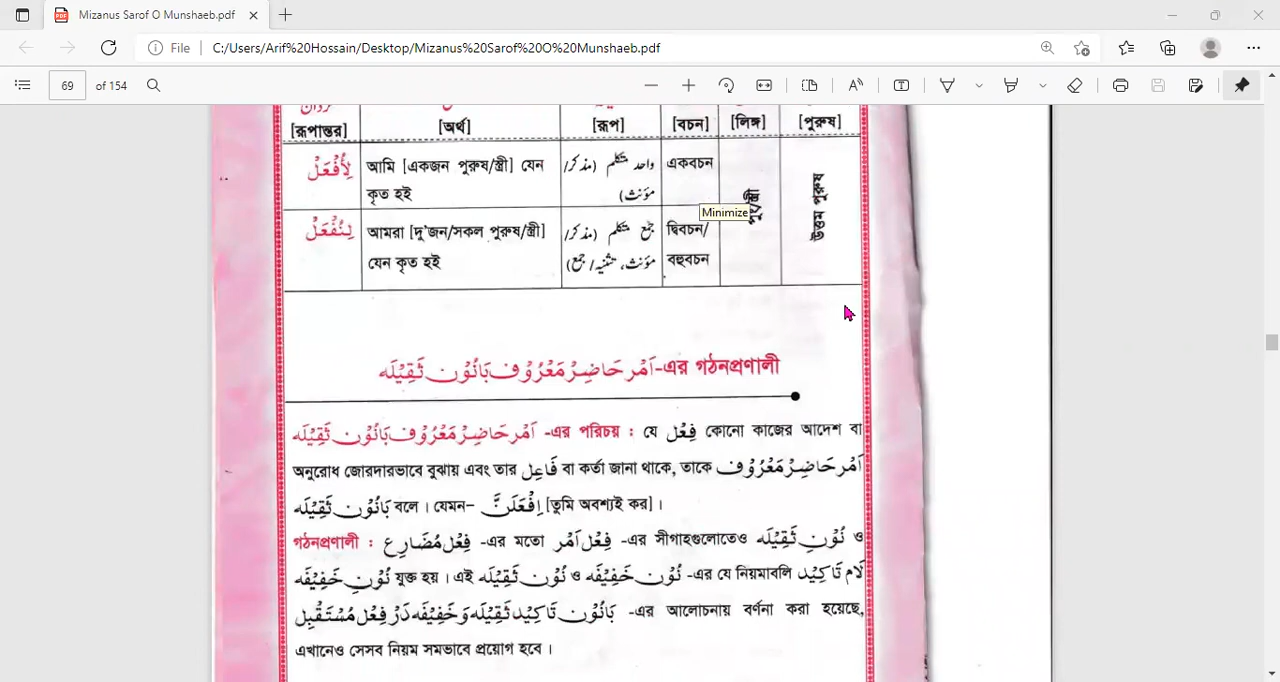 Mizanus Sarof O Munshaeb.pdf
File C:/Users/Arif%20Hossain/Desktop/Mizanus%20Sarof%20O%20Munshaeb.pdf
69 of 154
[রূপান্তর] [অর্থ] [রূপ] [বচন] [লিঙ্গ] [পুরুষ]
لِأُفْعَلْ আমি [একজন পুরুষ/স্ত্রী] যেন واحد متكلم (مذكر/ একবচন
কৃত হই مؤنث)
Minimize
পুং/স্ত্রী উত্তম পুরুষ
لِنُفْعَلْ আমরা [দু'জন/সকল পুরুষ/স্ত্রী] جمع متكلم (مذكر/ দ্বিবচন/
যেন কৃত হই مؤنث، تثنيه/جمع) বহুবচন
اَمْر حَاضِرْ مَعْرُوْف بَانُوْن ثَقِيْلَه-এর গঠনপ্রণালী
اَمْر حَاضِرْ مَعْرُوْف بَانُوْن ثَقِيْلَه -এর পরিচয় : যে فِعْل কোনো কাজের আদেশ বা
অনুরোধ জোরদারভাবে বুঝায় এবং তার فَاعِل বা কর্তা জানা থাকে, তাকে اَمْر حَاضِرْ مَعْرُوْف
بَانُوْن ثَقِيْلَه বলে। যেমন- اِفْعَلَنَّ [তুমি অবশ্যই কর]।
গঠনপ্রণালী : فِعْل مُضَارِع -এর মতো فِعْل اَمْر -এর সীগাহগুলোতেও نُوْنِ ثَقِيْلَه ও
نُوْنِ خَفِيْفَه যুক্ত হয়। এই نُوْن ثَقِيْلَه ও نُوْن خَفِيْفَه -এর যে নিয়মাবলি لَام تَاكِيْد
بَانُوْن تَاكِيْد ثَقِيْلَه وَخَفِيْفَه دَرْ فِعْل مُسْتَقْبِل -এর আলোচনায় বর্ণনা করা হয়েছে,
এখানেও সেসব নিয়ম সমভাবে প্রয়োগ হবে।